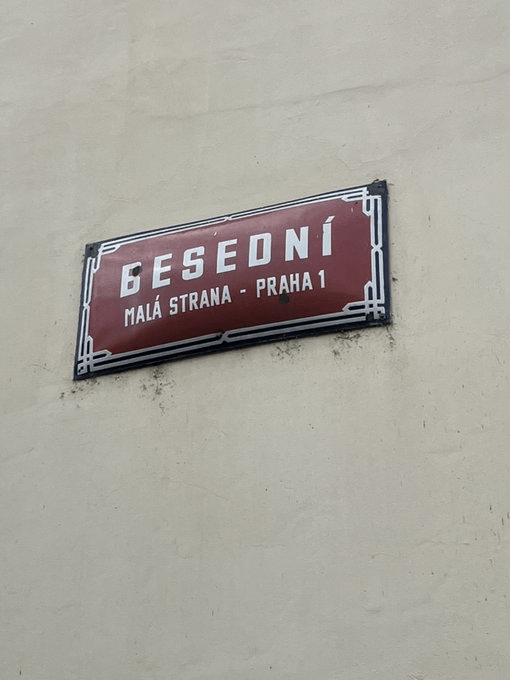 BESEDNÍ
MALÁ STRANA - PRAHA 1